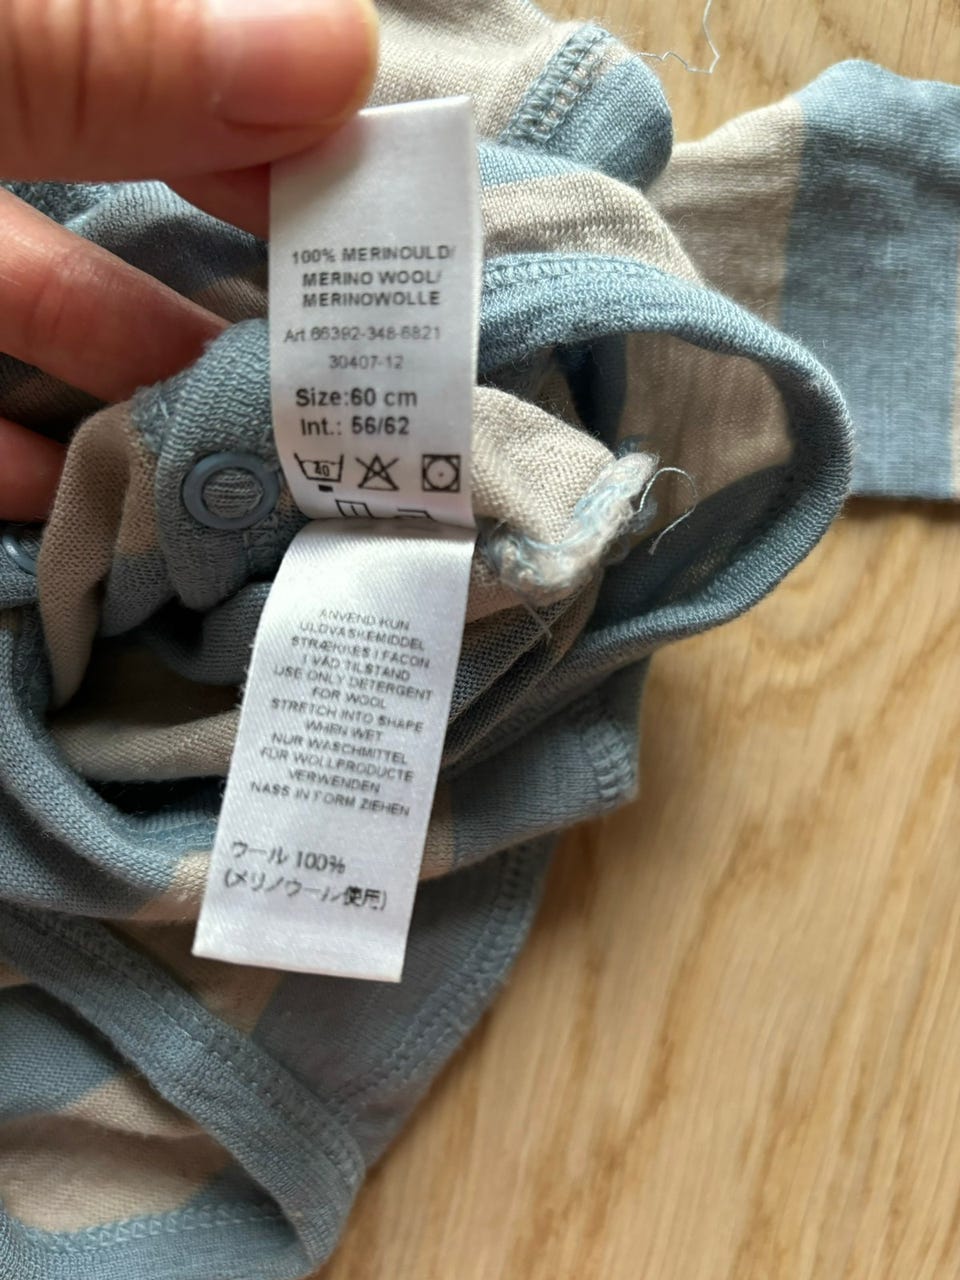 100% MERINOULD/
MERINO WOOL/
MERINOWOLLE
Art.66392-348-6821
30407-12
Size:60 cm
Int.: 56/62
40
ANVEND KUN
ULDVASKEMIDDEL
STRÆKKES I FACON
I VÅD TILSTAND
USE ONLY DETERGENT
FOR WOOL
STRETCH INTO SHAPE
WHEN WET
NUR WASCHMITTEL
FÜR WOLLPRODUCTE
VERWENDEN
NASS IN FORM ZIEHEN
ウール 100%
(メリノウール使用)